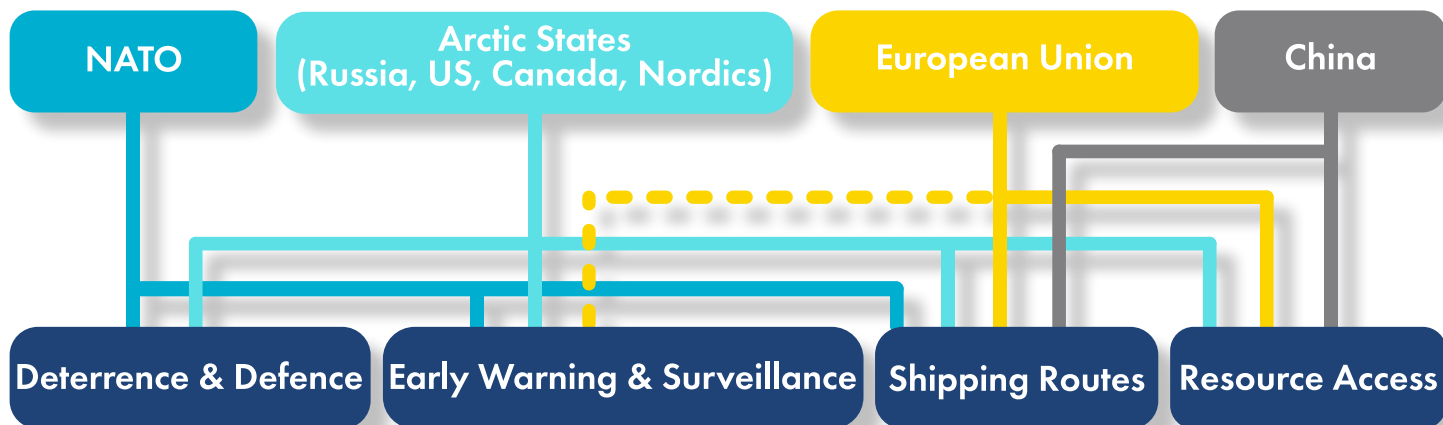 NATO
Arctic States
(Russia, US, Canada, Nordics)
European Union
China
Deterrence & Defence
Early Warning & Surveillance
Shipping Routes
Resource Access